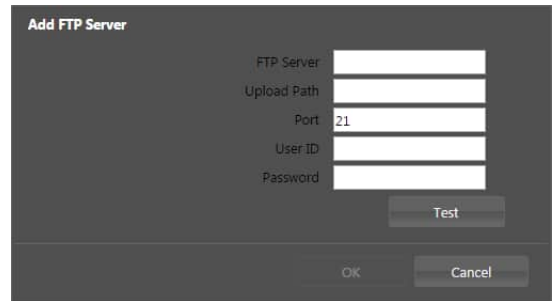 Add FTP Server
FTP Server
Upload Path
Port 21
User ID
Password
Test
OK Cancel